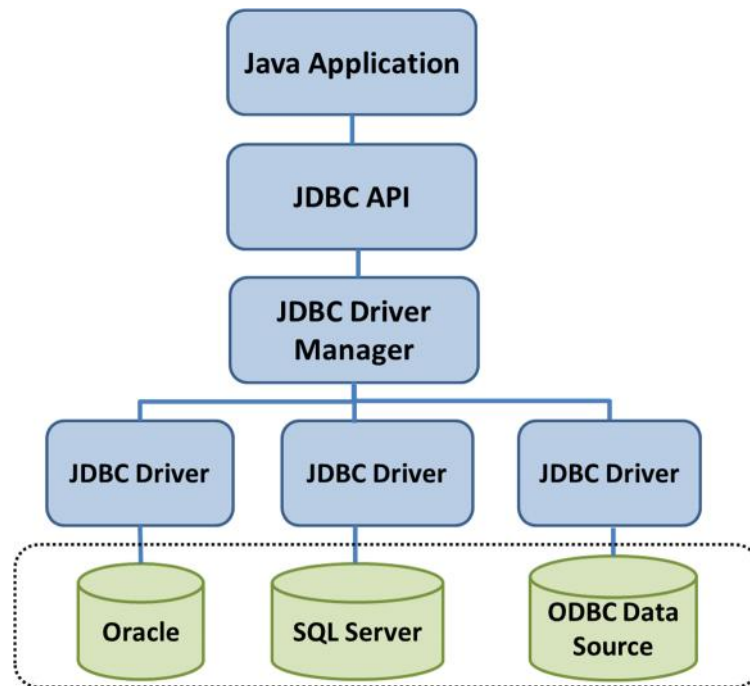 Java Application
JDBC API
JDBC Driver
Manager
JDBC Driver
JDBC Driver
JDBC Driver
Oracle
SQL Server
ODBC Data
Source